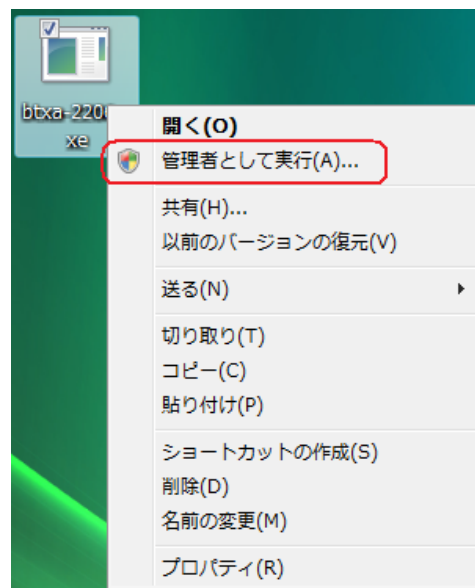 btxa-220
xe
開く(O)
管理者として実行(A)...
共有(H)...
以前のバージョンの復元(V)
送る(N)
切り取り(T)
コピー(C)
貼り付け(P)
ショートカットの作成(S)
削除(D)
名前の変更(M)
プロパティ(R)